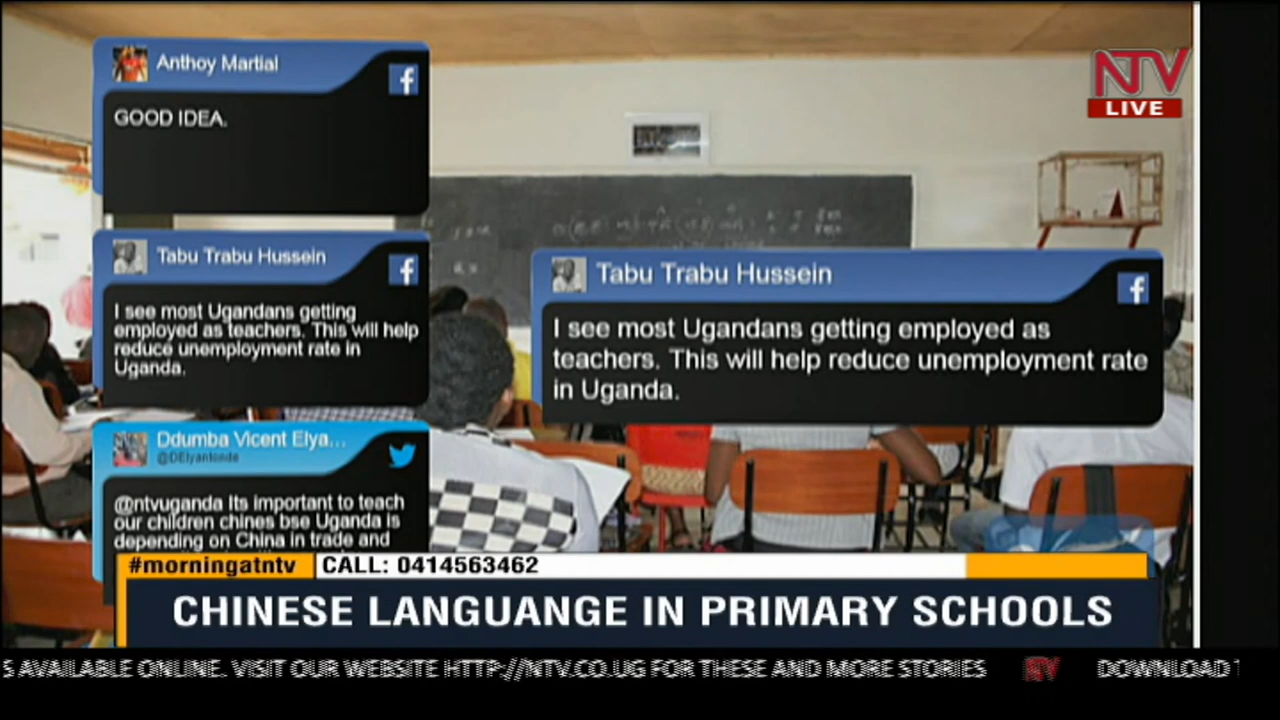 Anthoy Martial
GOOD IDEA.
NTV
LIVE
Tabu Trabu Hussein
I see most Ugandans getting
employed as teachers. This will help
reduce unemployment rate in
Uganda.
Tabu Trabu Hussein
I see most Ugandans getting employed as
teachers. This will help reduce unemployment rate
in Uganda.
Ddumba Vicent Elya...
@DElyantonde
@ntvuganda Its important to teach
our children chines bse Uganda is
depending on China in trade and
#morningatntv CALL: 0414563462
CHINESE LANGUANGE IN PRIMARY SCHOOLS
S AVAILABLE ONLINE. VISIT OUR WEBSITE HTTP://NTV.CO.UG FOR THESE AND MORE STORIES NTV DOWNLOAD